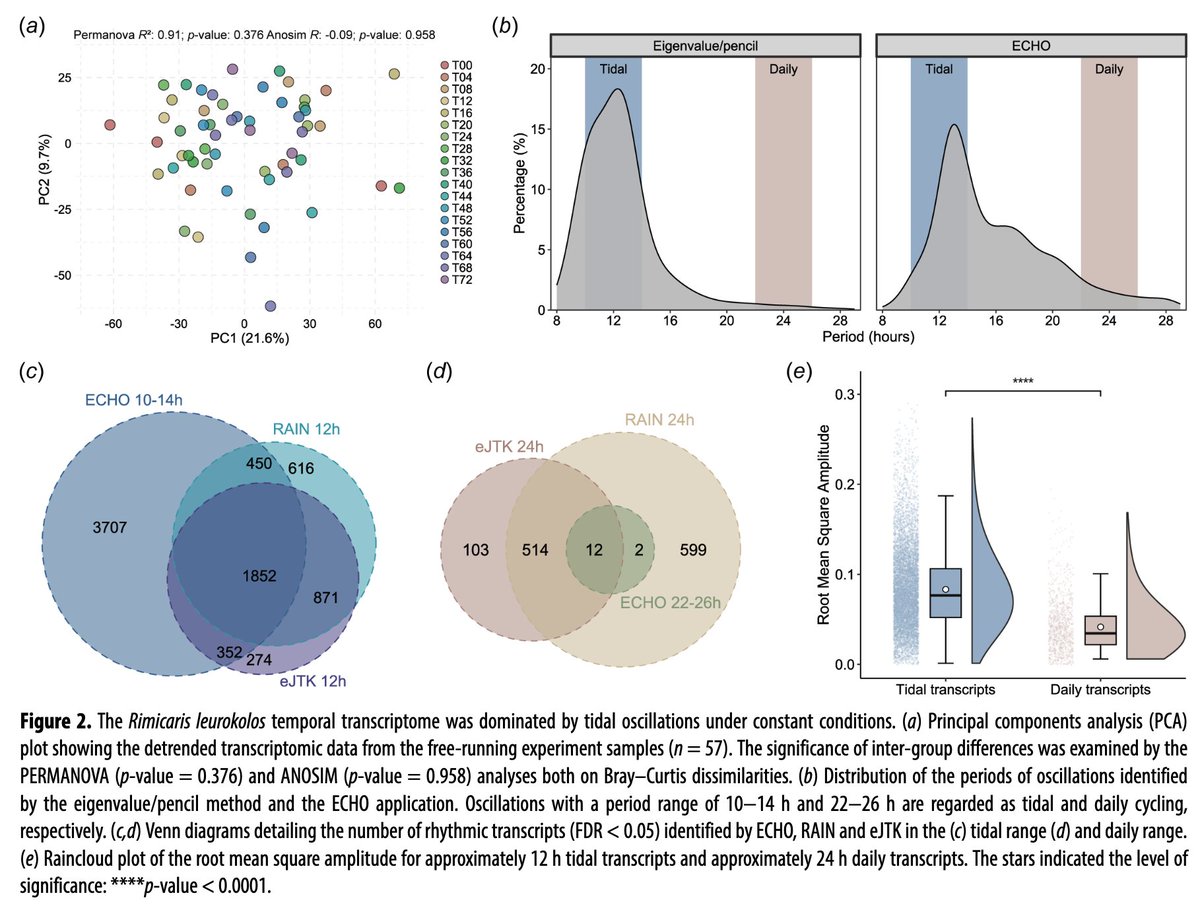 (a)
Permanova R²: 0.91; p-value: 0.376 Anosim R: -0.09; p-value: 0.958
25
0
-25
-50
PC2 (9.7%)
-60 -30 0 30 60
PC1 (21.6%)
T00
T04
T08
T12
T16
T20
T24
T28
T32
T36
T40
T44
T48
T52
T56
T60
T64
T68
T72
(b)
Eigenvalue/pencil
ECHO
Tidal
Daily
Tidal
Daily
20
15
10
5
0
Percentage (%)
8 12 16 20 24 28
8 12 16 20 24 28
Period (hours)
(c)
ECHO 10-14h
RAIN 12h
450
616
3707
1852
871
352
274
eJTK 12h
(d)
RAIN 24h
eJTK 24h
103
514
12
2
599
ECHO 22-26h
(e)
****
0.3
0.2
0.1
0.0
Root Mean Square Amplitude
Tidal transcripts
Daily transcripts
Figure 2. The Rimicaris leurokolos temporal transcriptome was dominated by tidal oscillations under constant conditions. (a) Principal components analysis (PCA)
plot showing the detrended transcriptomic data from the free-running experiment samples (n = 57). The significance of inter-group differences was examined by the
PERMANOVA (p-value = 0.376) and ANOSIM (p-value = 0.958) analyses both on Bray–Curtis dissimilarities. (b) Distribution of the periods of oscillations identified
by the eigenvalue/pencil method and the ECHO application. Oscillations with a period range of 10–14 h and 22–26 h are regarded as tidal and daily cycling,
respectively. (c,d) Venn diagrams detailing the number of rhythmic transcripts (FDR < 0.05) identified by ECHO, RAIN and eJTK in the (c) tidal range (d) and daily range.
(e) Raincloud plot of the root mean square amplitude for approximately 12 h tidal transcripts and approximately 24 h daily transcripts. The stars indicated the level of
significance: ****p-value < 0.0001.